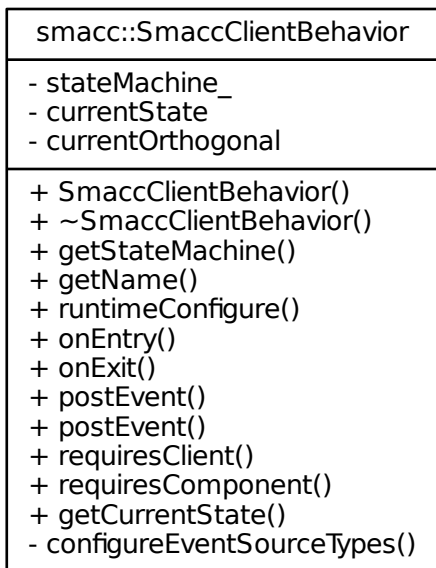 smacc::SmaccClientBehavior
- stateMachine_
- currentState
- currentOrthogonal
+ SmaccClientBehavior()
+ ~SmaccClientBehavior()
+ getStateMachine()
+ getName()
+ runtimeConfigure()
+ onEntry()
+ onExit()
+ postEvent()
+ postEvent()
+ requiresClient()
+ requiresComponent()
+ getCurrentState()
- configureEventSourceTypes()